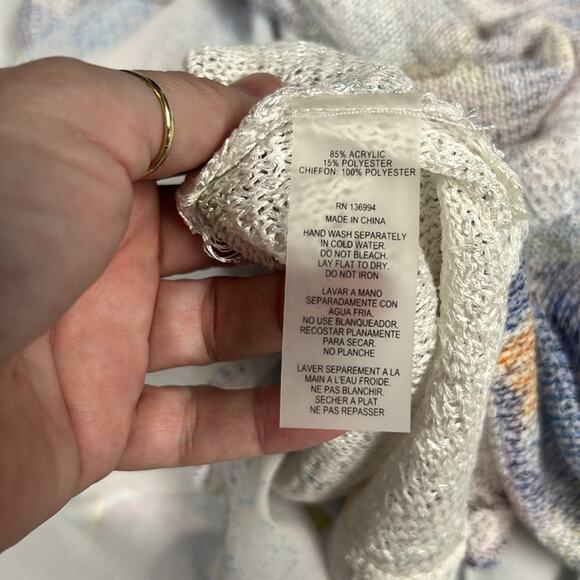 85% ACRYLIC
15% POLYESTER
CHIFFON: 100% POLYESTER
RN 136994
MADE IN CHINA
HAND WASH SEPARATELY
IN COLD WATER.
DO NOT BLEACH.
LAY FLAT TO DRY.
DO NOT IRON
LAVAR A MANO
SEPARADAMENTE CON
AGUA FRIA.
NO USE BLANQUEADOR.
RECOSTAR PLANAMENTE
PARA SECAR.
NO PLANCHE
LAVER SEPAREMENT A LA
MAIN A L'EAU FROIDE.
NE PAS BLANCHIR.
SECHER A PLAT.
NE PAS REPASSER